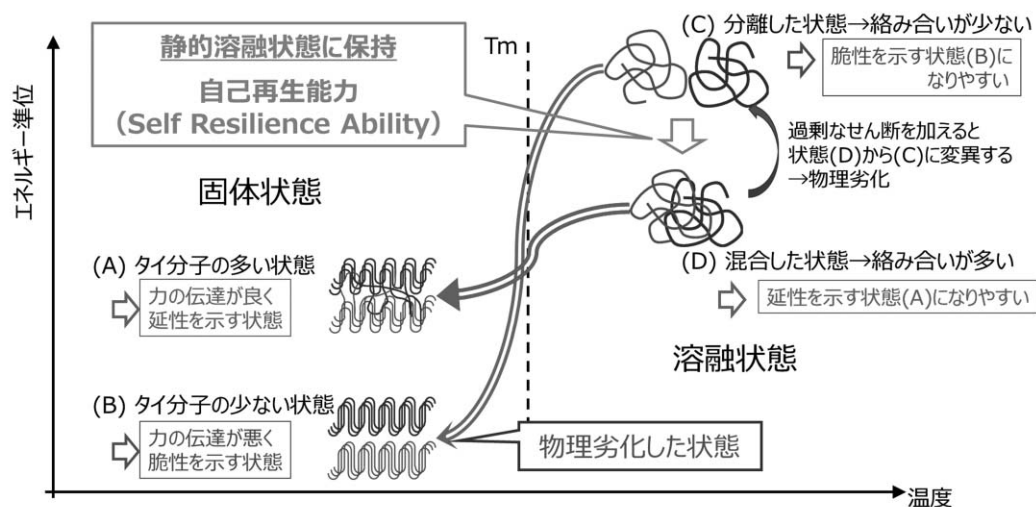 静的溶融状態に保持
自己再生能力
(Self Resilience Ability)
Tm
(C) 分離した状態→絡み合いが少ない
脆性を示す状態(B)に
なりやすい
過剰なせん断を加えると
状態(D)から(C)に変異する
→物理劣化
エネルギー準位
固体状態
(A) タイ分子の多い状態
力の伝達が良く
延性を示す状態
(D) 混合した状態→絡み合いが多い
延性を示す状態(A)になりやすい
溶融状態
(B) タイ分子の少ない状態
力の伝達が悪く
脆性を示す状態
物理劣化した状態
温度